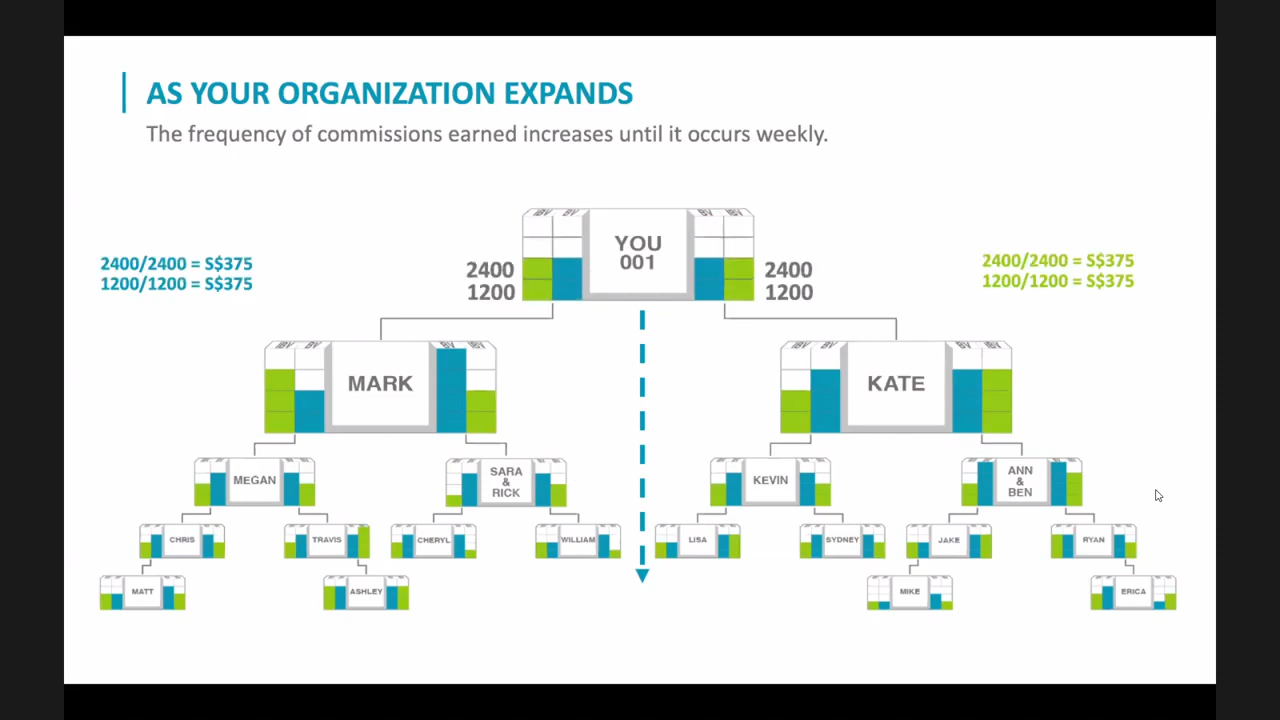 AS YOUR ORGANIZATION EXPANDS
The frequency of commissions earned increases until it occurs weekly.
YOU
001
2400/2400 = S$375
1200/1200 = S$375
2400
1200
2400
1200
2400/2400 = S$375
1200/1200 = S$375
MARK
KATE
MEGAN
SARA
&
RICK
KEVIN
ANN
&
BEN
CHRIS
TRAVIS
CHERYL
WILLIAM
LISA
SYDNEY
JAKE
RYAN
MATT
ASHLEY
MIKE
ERICA